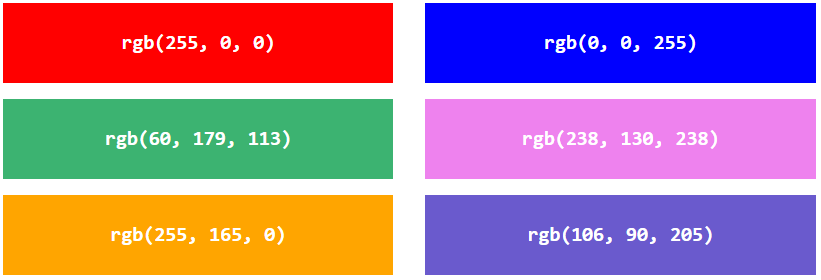 rgb(255, 0, 0)
rgb(0, 0, 255)
rgb(60, 179, 113)
rgb(238, 130, 238)
rgb(255, 165, 0)
rgb(106, 90, 205)